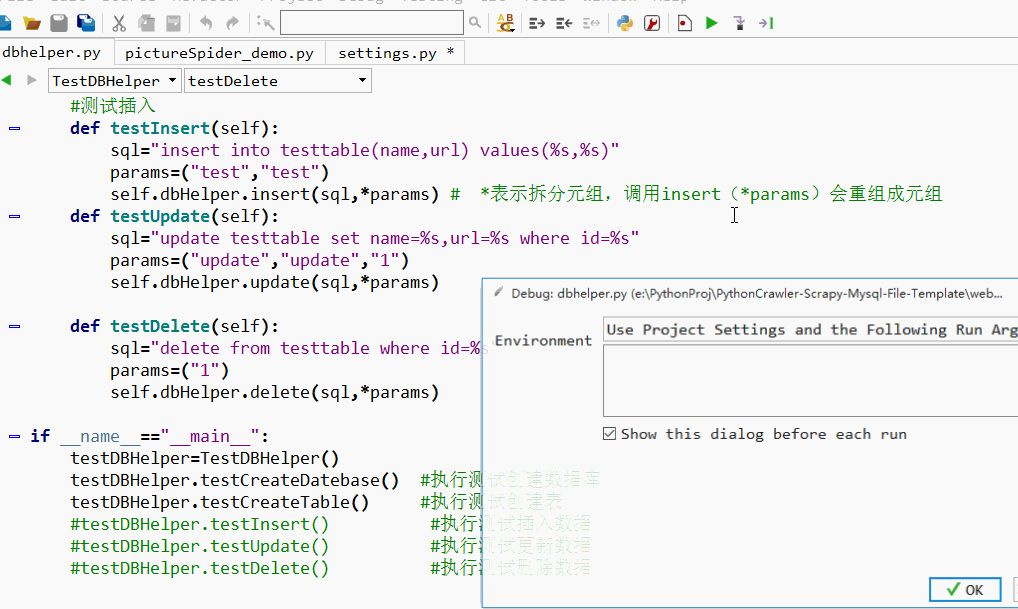 dbhelper.py
pictureSpider_demo.py
settings.py *
TestDBHelper
testDelete
#测试插入
def testInsert(self):
sql="insert into testtable(name,url) values(%s,%s)"
params=("test","test")
self.dbHelper.insert(sql,*params) # *表示拆分元组，调用insert（*params）会重组成元组
def testUpdate(self):
sql="update testtable set name=%s,url=%s where id=%s"
params=("update","update","1")
self.dbHelper.update(sql,*params)
def testDelete(self):
sql="delete from testtable where id=%s
params=("1")
self.dbHelper.delete(sql,*params)
if __name__=="__main__":
testDBHelper=TestDBHelper()
testDBHelper.testCreateDatebase() #执行测试创建数据库
testDBHelper.testCreateTable() #执行测试创建表
#testDBHelper.testInsert() #执行测试插入数据
#testDBHelper.testUpdate() #执行测试更新数据
#testDBHelper.testDelete() #执行测试删除数据
Debug: dbhelper.py (e:\PythonProj\PythonCrawler-Scrapy-Mysql-File-Template\web...
Environment
Use Project Settings and the Following Run Arg
Show this dialog before each run
OK